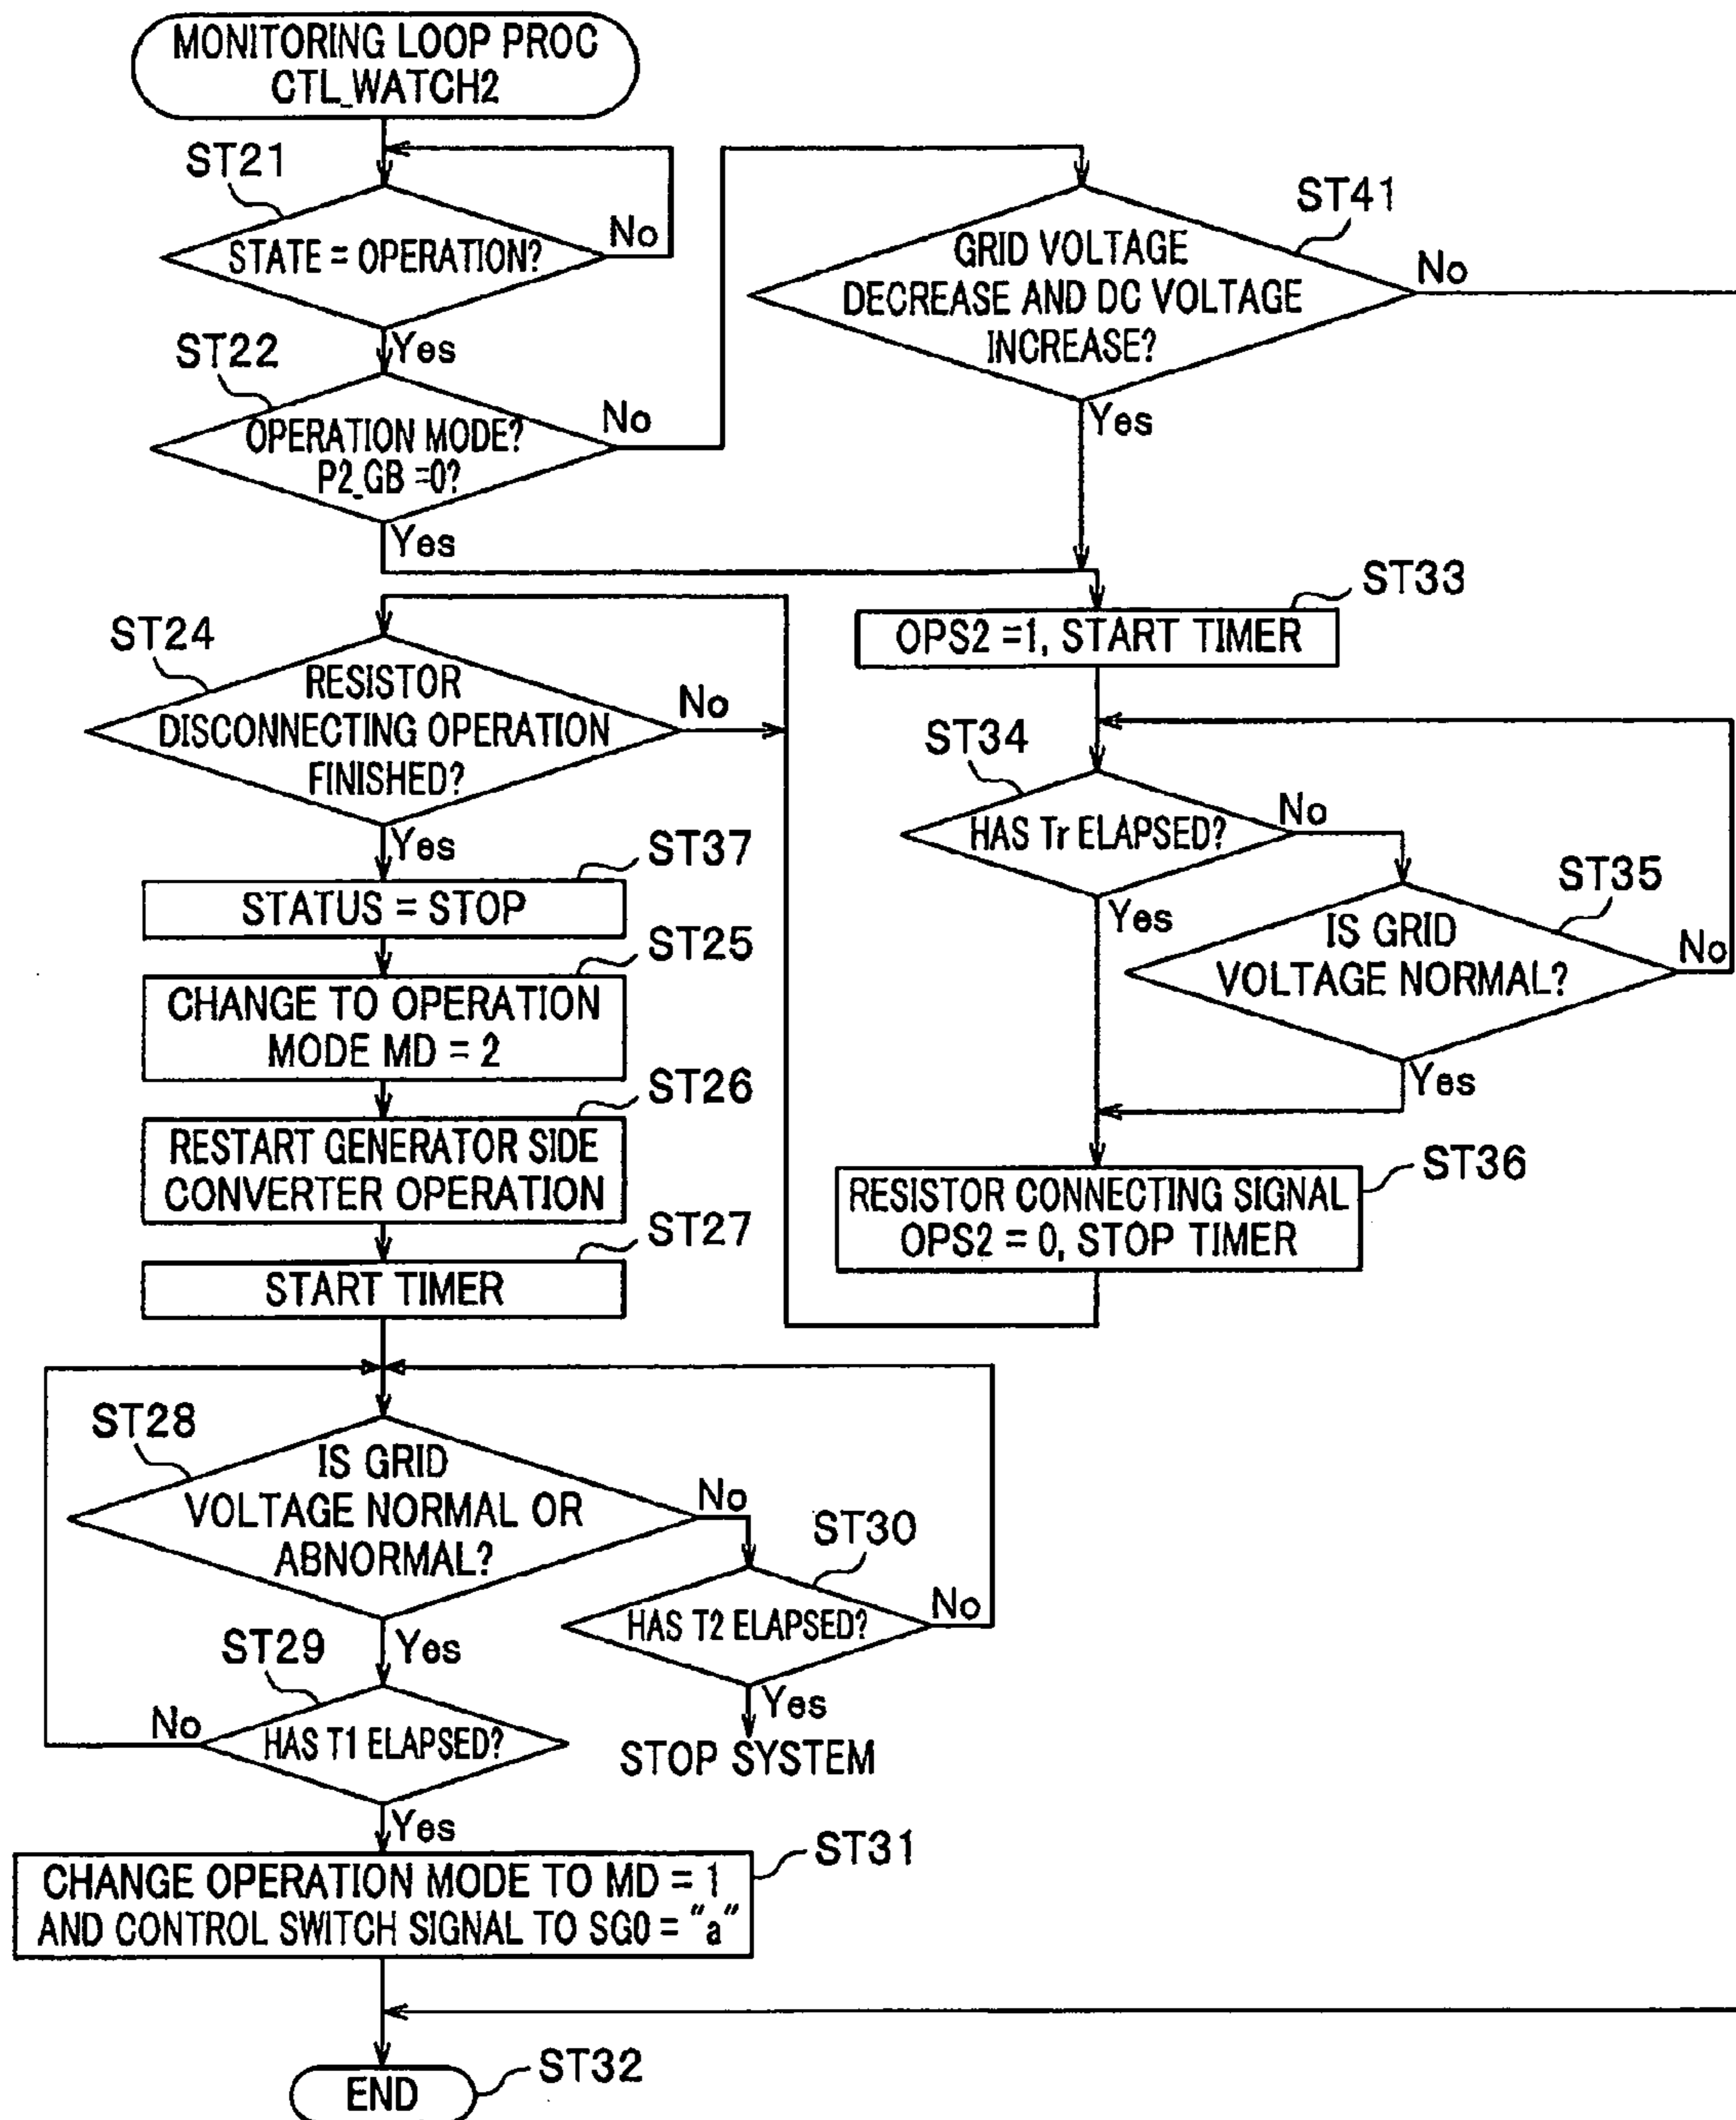 MONITORING LOOP PROC
CTL_WATCH2
ST21
STATE = OPERATION?
No
Yes
ST22
OPERATION MODE?
P2_GB =0?
No
Yes
ST41
GRID VOLTAGE
DECREASE AND DC VOLTAGE
INCREASE?
No
Yes
ST33
OPS2 =1, START TIMER
ST34
HAS Tr ELAPSED?
No
Yes
ST35
IS GRID
VOLTAGE NORMAL?
No
Yes
ST36
RESISTOR CONNECTING SIGNAL
OPS2 = 0, STOP TIMER
ST24
RESISTOR
DISCONNECTING OPERATION
FINISHED?
No
Yes
ST37
STATUS = STOP
ST25
CHANGE TO OPERATION
MODE MD = 2
ST26
RESTART GENERATOR SIDE
CONVERTER OPERATION
ST27
START TIMER
ST28
IS GRID
VOLTAGE NORMAL OR
ABNORMAL?
No
Yes
ST30
HAS T2 ELAPSED?
No
Yes
STOP SYSTEM
ST29
HAS T1 ELAPSED?
No
Yes
ST31
CHANGE OPERATION MODE TO MD = 1
AND CONTROL SWITCH SIGNAL TO SG0 = "a"
END
ST32